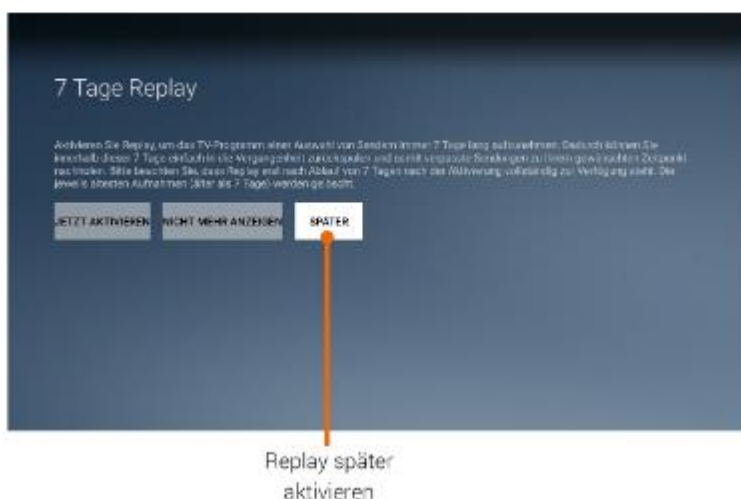 7 Tage Replay
Aktivieren Sie Replay, um das TV-Programm einer Auswahl von Sendern immer 7 Tage lang aufzunehmen. Dadurch können Sie
innerhalb dieser 7 Tage einfach in die Vergangenheit zurückspulen und damit verpasste Sendungen zu Ihrem gewünschten Zeitpunkt
nachholen. Bitte beachten Sie, dass Replay erst nach Ablauf von 7 Tagen nach der Aktivierung vollständig zur Verfügung steht. Die
jeweils ältesten Aufnahmen (älter als 7 Tage) werden gelöscht.
JETZT AKTIVIEREN NICHT MEHR ANZEIGEN SPÄTER
Replay später
aktivieren